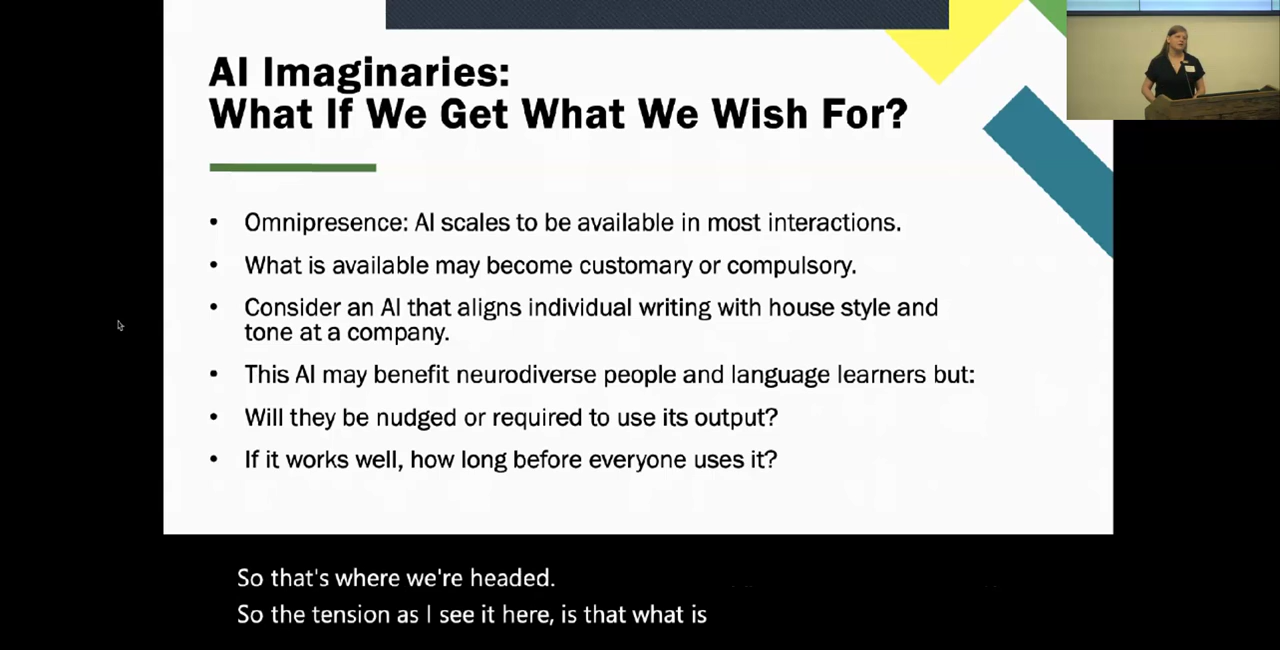 AI Imaginaries:
What If We Get What We Wish For?
• Omnipresence: AI scales to be available in most interactions.
• What is available may become customary or compulsory.
• Consider an AI that aligns individual writing with house style and
tone at a company.
• This AI may benefit neurodiverse people and language learners but:
• Will they be nudged or required to use its output?
• If it works well, how long before everyone uses it?
So that's where we're headed.
So the tension as I see it here, is that what is